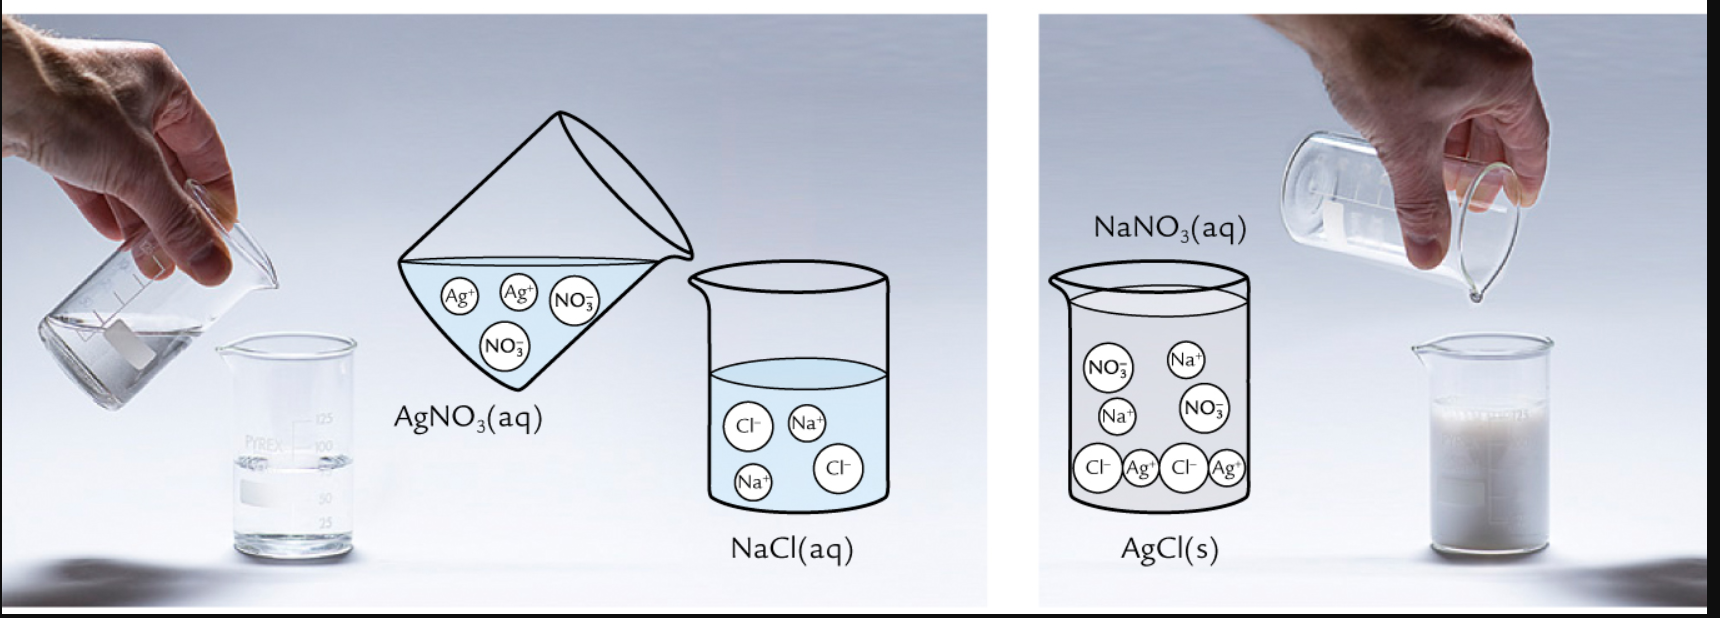 Ag⁺
Ag⁺
NO₃⁻
NO₃⁻
AgNO₃(aq)
PYREX
125
100
50
25
Cl⁻
Na⁺
Na⁺
Cl⁻
NaCl(aq)
NaNO₃(aq)
NO₃⁻
Na⁺
Na⁺
NO₃⁻
Cl⁻
Ag⁺
Cl⁻
Ag⁺
AgCl(s)